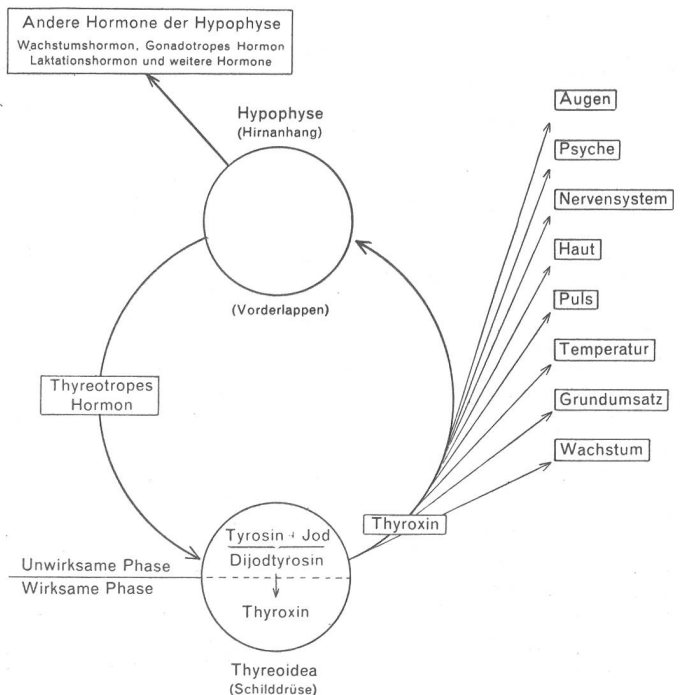 Andere Hormone der Hypophyse
Wachstumshormon, Gonadotropes Hormon
Laktationshormon und weitere Hormone
Hypophyse
(Hirnanhang)
(Vorderlappen)
Thyreotropes
Hormon
Augen
Psyche
Nervensystem
Haut
Puls
Temperatur
Grundumsatz
Wachstum
Thyroxin
Tyrosin + Jod
Dijodtyrosin
Unwirksame Phase
Wirksame Phase
Thyroxin
Thyreoidea
(Schilddrüse)